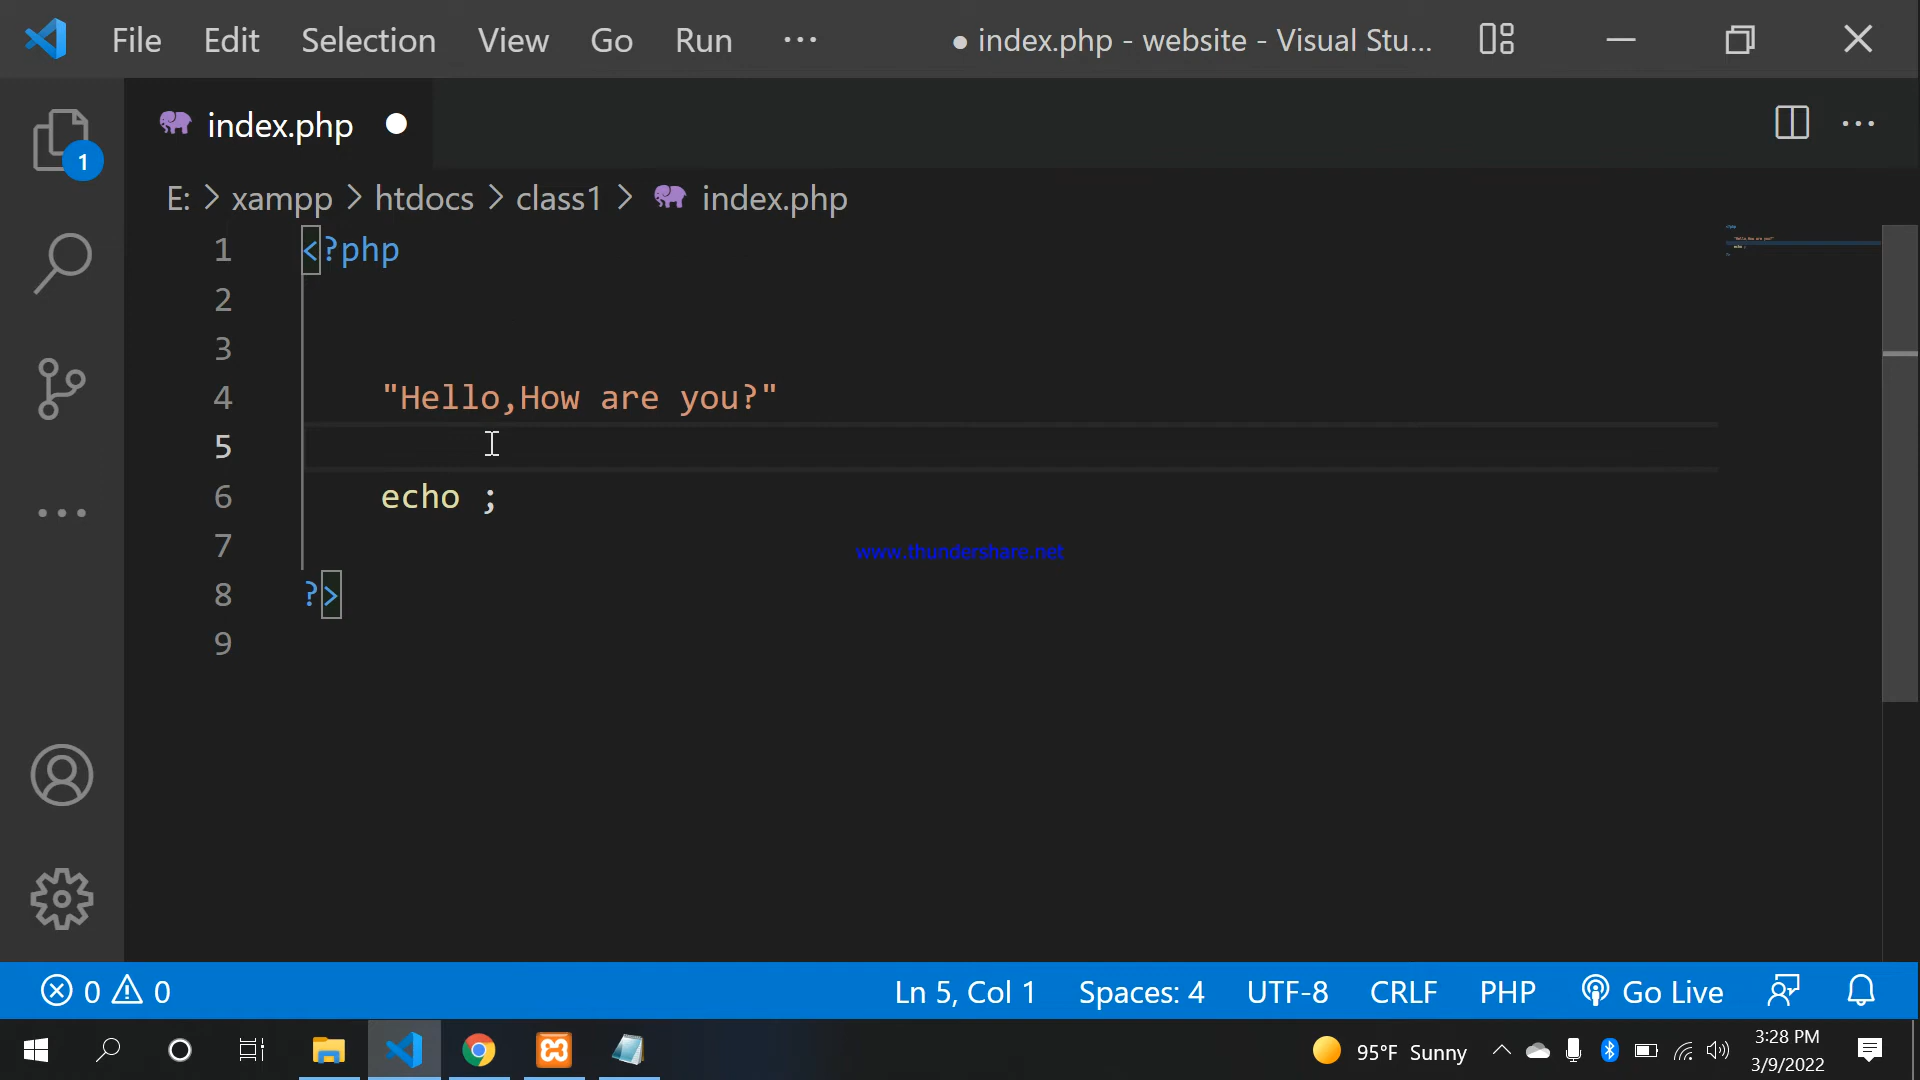 File Edit Selection View Go Run ··· ● index.php - website - Visual Stu...
index.php ●
1
E: > xampp > htdocs > class1 > index.php
1 <?php
2
3
4 "Hello,How are you?"
5
6 echo ;
7
www.thundershare.net
8 ?>
9
0 0 Ln 5, Col 1 Spaces: 4 UTF-8 CRLF PHP Go Live
95°F Sunny
3:28 PM
3/9/2022